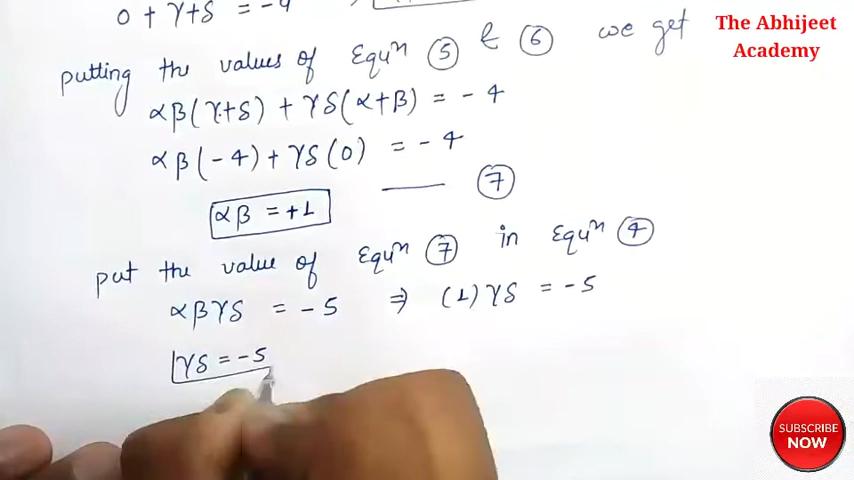 0 + γ+δ = -4
putting the values of Equⁿ ⑤ & ⑥ we get
αβ(γ+δ) + γδ(α+β) = - 4
αβ(-4) + γδ(0) = - 4
αβ = +1 —— ⑦
put the value of Equⁿ ⑦ in Equⁿ ④
αβγδ = - 5 ⇒ (1)γδ = - 5
γδ = - 5
The Abhijeet
Academy
SUBSCRIBE
NOW